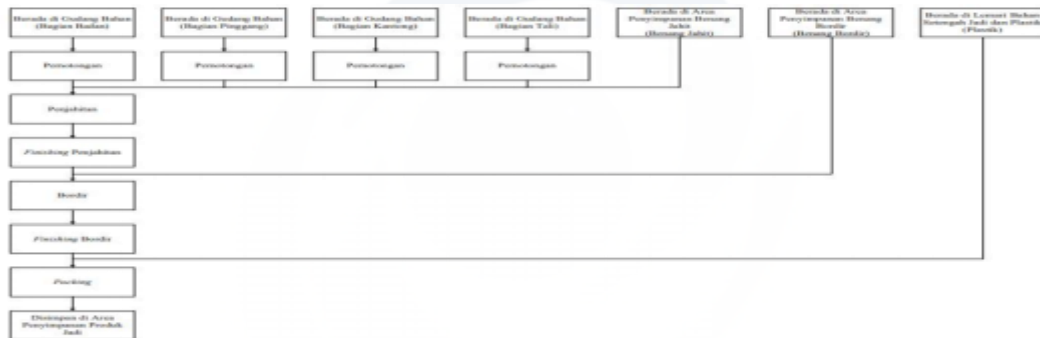 Berada di Gudang Bahan
(Bagian Badan)
Berada di Gudang Bahan
(Bagian Pinggang)
Berada di Gudang Bahan
(Bagian Kantong)
Berada di Gudang Bahan
(Bagian Tali)
Berada di Area
Penyimpanan Benang
Jahit
(Benang Jahit)
Berada di Area
Penyimpanan Benang
Bordir
(Benang Bordir)
Berada di Lemari Bahan
Setengah Jadi dan Plastik
(Plastik)
Pemotongan
Pemotongan
Pemotongan
Pemotongan
Penjahitan
Finishing Penjahitan
Bordir
Finishing Bordir
Packing
Disimpan di Area
Penyimpanan Produk
Jadi